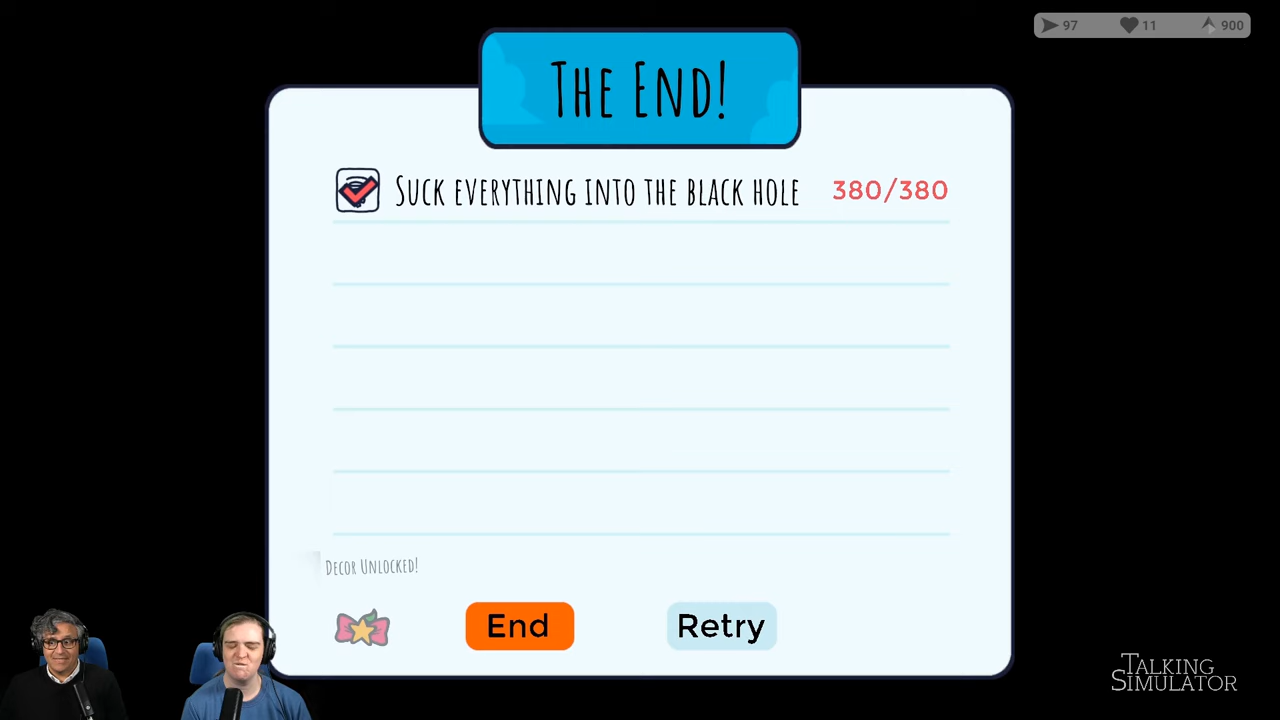 97 11 900
The End!
Suck everything into the black hole 380/380
Decor Unlocked!
End Retry
Talking
Simulator